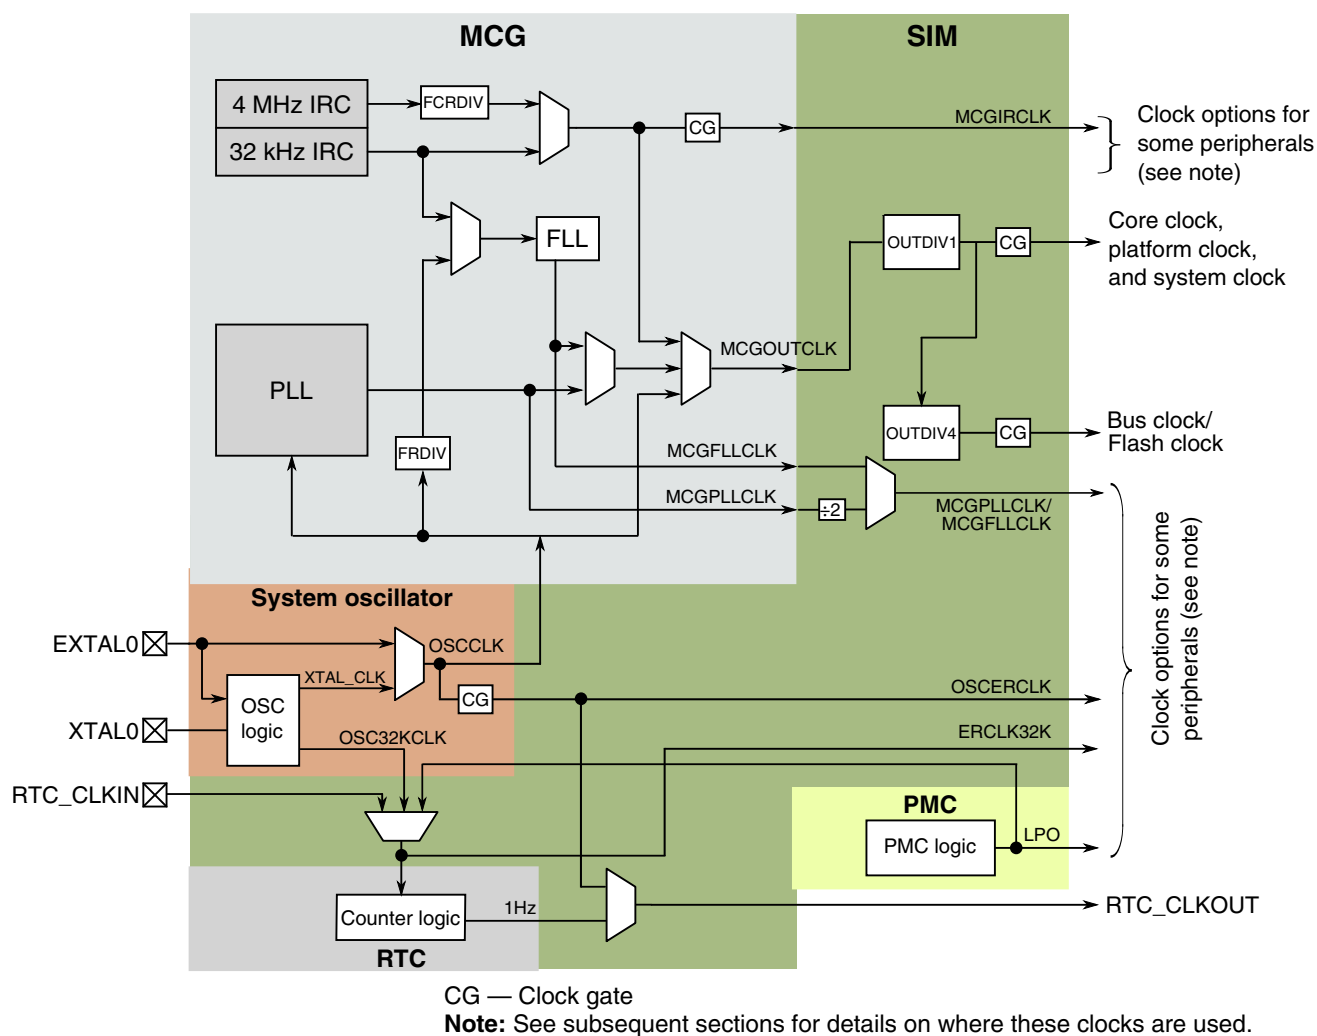 MCG
SIM
4 MHz IRC
FCRDIV
32 kHz IRC
CG
MCGIRCLK
Clock options for
some peripherals
(see note)
FLL
OUTDIV1
CG
Core clock,
platform clock,
and system clock
PLL
MCGOUTCLK
FRDIV
OUTDIV4
CG
Bus clock/
Flash clock
MCGFLLCLK
MCGPLLCLK
÷2
MCGPLLCLK/
MCGFLLCLK
Clock options for some
peripherals (see note)
System oscillator
EXTAL0
OSCCLK
XTAL_CLK
OSC
logic
CG
OSCERCLK
XTAL0
OSC32KCLK
ERCLK32K
RTC_CLKIN
PMC
PMC logic
LPO
Counter logic
1Hz
RTC_CLKOUT
RTC
CG — Clock gate
Note: See subsequent sections for details on where these clocks are used.